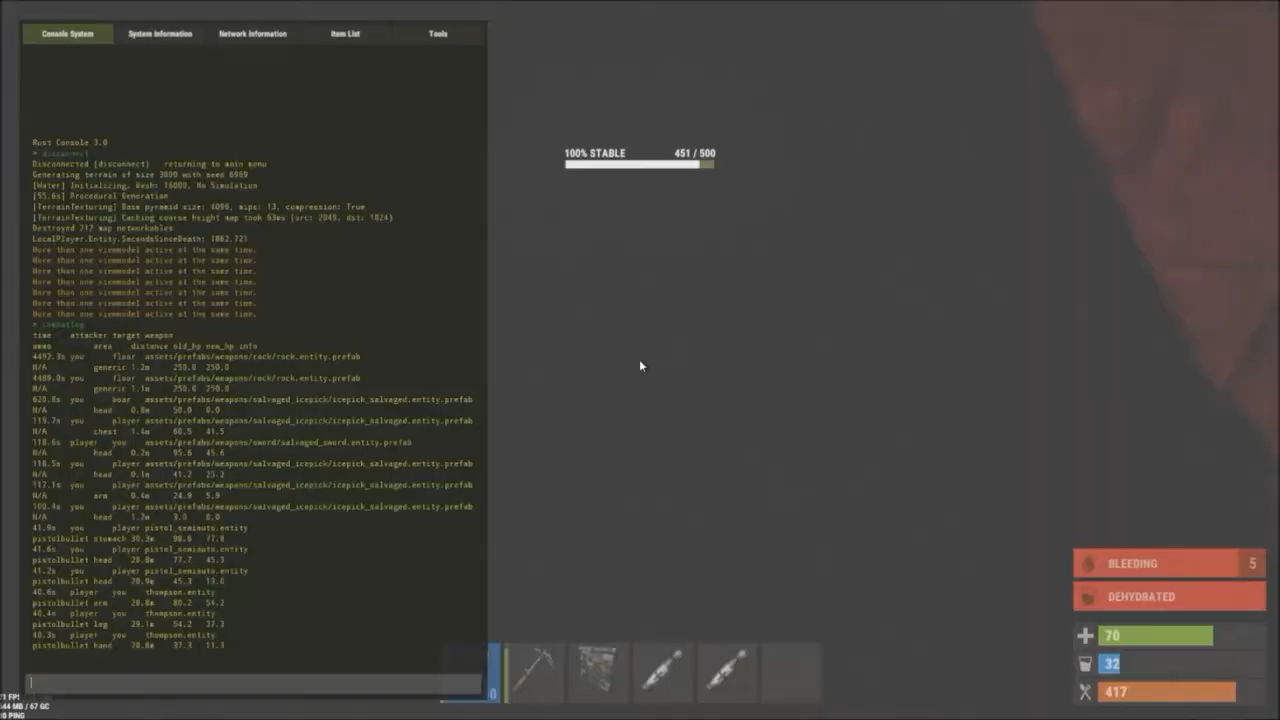 Console System System Information Network Information Item List Tools
Rust Console 3.0
> disconnect
Disconnected (disconnect) returning to main menu
Generating terrain of size 3800 with seed 6969
[Water] Initializing, Mesh: 16000, No Simulation
[55.6s] Procedural Generation
[TerrainTexturing] Base pyramid size: 4096, mips: 13, compression: True
[TerrainTexturing] Caching coarse height map took 63ms (src: 2048, dst: 1024)
Destroyed 212 map networkables
LocalPlayer.Entity.SecondsSinceDeath: 1862.721
More than one viewmodel active at the same time.
More than one viewmodel active at the same time.
More than one viewmodel active at the same time.
More than one viewmodel active at the same time.
More than one viewmodel active at the same time.
More than one viewmodel active at the same time.
More than one viewmodel active at the same time.
> combatlog
time attacker target weapon
ammo area distance old_hp new_hp info
4492.3s you floor assets/prefabs/weapons/rock/rock.entity.prefab
N/A generic 1.2m 250.0 250.0
4489.0s you floor assets/prefabs/weapons/rock/rock.entity.prefab
N/A generic 1.1m 250.0 250.0
620.8s you boar assets/prefabs/weapons/salvaged_icepick/icepick_salvaged.entity.prefab
N/A head 0.8m 50.0 0.0
119.7s you player assets/prefabs/weapons/salvaged_icepick/icepick_salvaged.entity.prefab
N/A chest 1.4m 60.5 41.5
118.6s player you assets/prefabs/weapons/sword/salvaged_sword.entity.prefab
N/A head 0.2m 95.6 45.6
118.5s you player assets/prefabs/weapons/salvaged_icepick/icepick_salvaged.entity.prefab
N/A head 0.1m 41.2 25.2
117.1s you player assets/prefabs/weapons/salvaged_icepick/icepick_salvaged.entity.prefab
N/A arm 0.4m 24.9 5.9
100.4s you player assets/prefabs/weapons/salvaged_icepick/icepick_salvaged.entity.prefab
N/A head 1.2m 3.0 0.0
41.9s you player pistol_semiauto.entity
pistolbullet stomach 30.3m 98.6 77.8
41.6s you player pistol_semiauto.entity
pistolbullet head 28.8m 77.7 45.3
41.2s you player pistol_semiauto.entity
pistolbullet head 28.9m 45.3 13.0
40.6s player you thompson.entity
pistolbullet arm 28.8m 80.2 54.2
40.4s player you thompson.entity
pistolbullet leg 29.1m 54.2 37.3
40.3s player you thompson.entity
pistolbullet hand 28.8m 37.3 11.3
100% STABLE 451 / 500
BLEEDING 5
DEHYDRATED
70
32
417
0
1 FPS
44 MB / 67 GC
0 PING